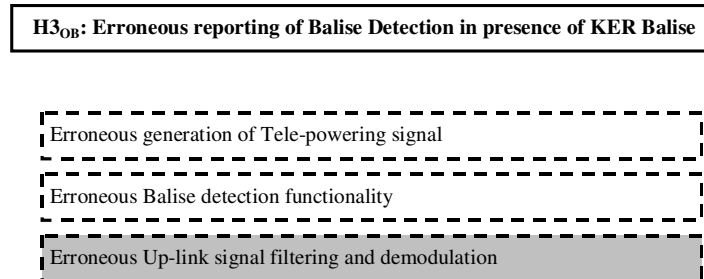 H3OB: Erroneous reporting of Balise Detection in presence of KER Balise
Erroneous generation of Tele-powering signal
Erroneous Balise detection functionality
Erroneous Up-link signal filtering and demodulation